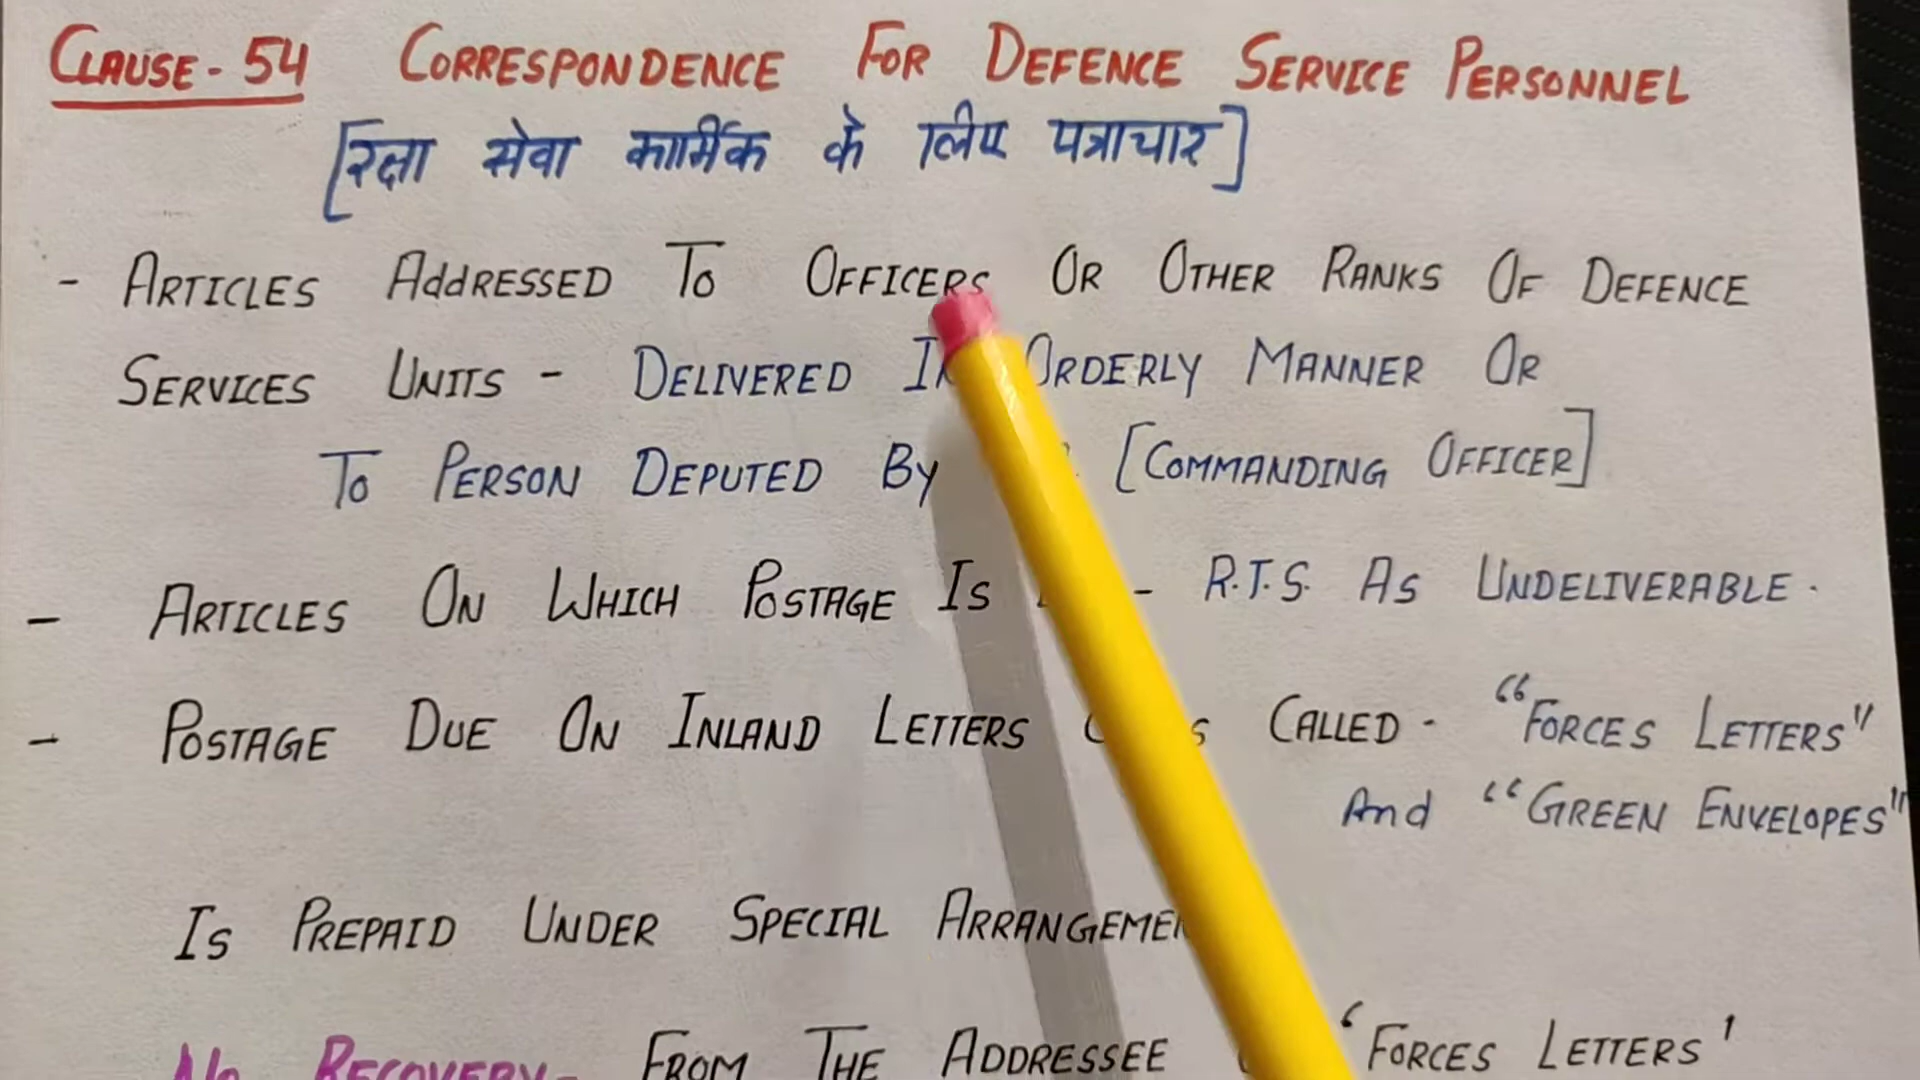 CLAUSE-54 CORRESPONDENCE FOR DEFENCE SERVICE PERSONNEL
[रक्षा सेवा कार्मिक के लिए पत्राचार]
- ARTICLES ADDRESSED TO OFFICERS OR OTHER RANKS OF DEFENCE
SERVICES UNITS - DELIVERED ORDERLY MANNER OR
TO PERSON DEPUTED BY [COMMANDING OFFICER]
- ARTICLES ON WHICH POSTAGE IS - R.T.S. AS UNDELIVERABLE.
- POSTAGE DUE ON INLAND LETTERS CALLED - "FORCES LETTERS"
And "GREEN ENVELOPES"
IS PREPAID UNDER SPECIAL
NO RECOVERY- FROM THE ADDRESSEE 'FORCES LETTERS'